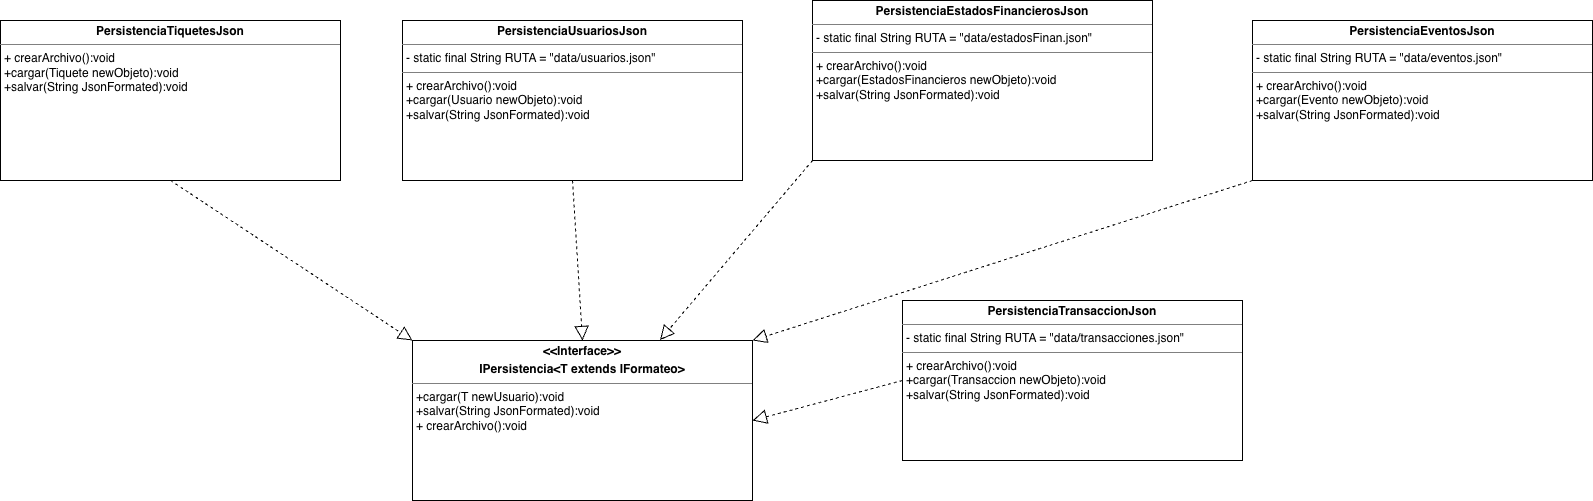 PersistenciaTiquetesJson
+ crearArchivo():void
+cargar(Tiquete newObjeto):void
+salvar(String JsonFormated):void
PersistenciaUsuariosJson
- static final String RUTA = "data/usuarios.json"
+ crearArchivo():void
+cargar(Usuario newObjeto):void
+salvar(String JsonFormated):void
PersistenciaEstadosFinancierosJson
- static final String RUTA = "data/estadosFinan.json"
+ crearArchivo():void
+cargar(EstadosFinancieros newObjeto):void
+salvar(String JsonFormated):void
PersistenciaEventosJson
- static final String RUTA = "data/eventos.json"
+ crearArchivo():void
+cargar(Evento newObjeto):void
+salvar(String JsonFormated):void
<<Interface>>
IPersistencia<T extends IFormateo>
+cargar(T newUsuario):void
+salvar(String JsonFormated):void
+ crearArchivo():void
PersistenciaTransaccionJson
- static final String RUTA = "data/transacciones.json"
+ crearArchivo():void
+cargar(Transaccion newObjeto):void
+salvar(String JsonFormated):void